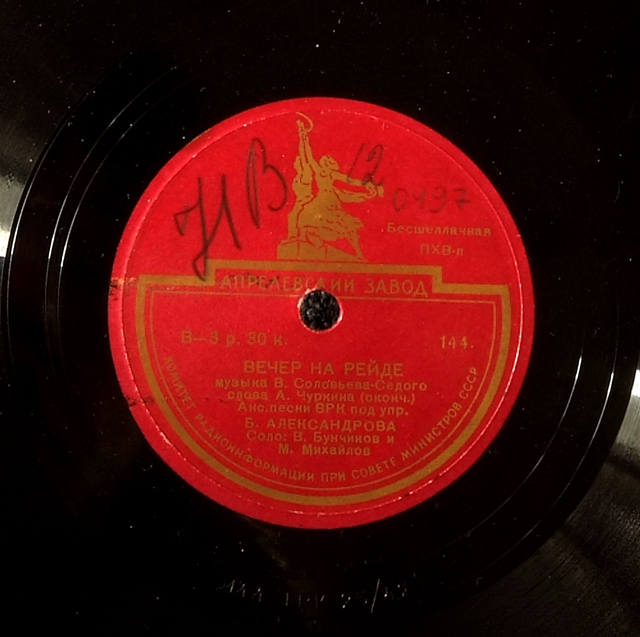 НВ 12
0497
Бесшеллачная
ПХВ-п
АПРЕЛЕВСКИЙ ЗАВОД
В—3 р. 30 к. 144.
ВЕЧЕР НА РЕЙДЕ
музыка В. Соловьева-Седого
слова А. Чуркина (оконч.)
Анс.песни ВРК под упр.
Б. АЛЕКСАНДРОВА
Соло: В. Бунчиков и
М. Михайлов
КОМИТЕТ РАДИОИНФОРМАЦИИ ПРИ СОВЕТЕ МИНИСТРОВ СССР